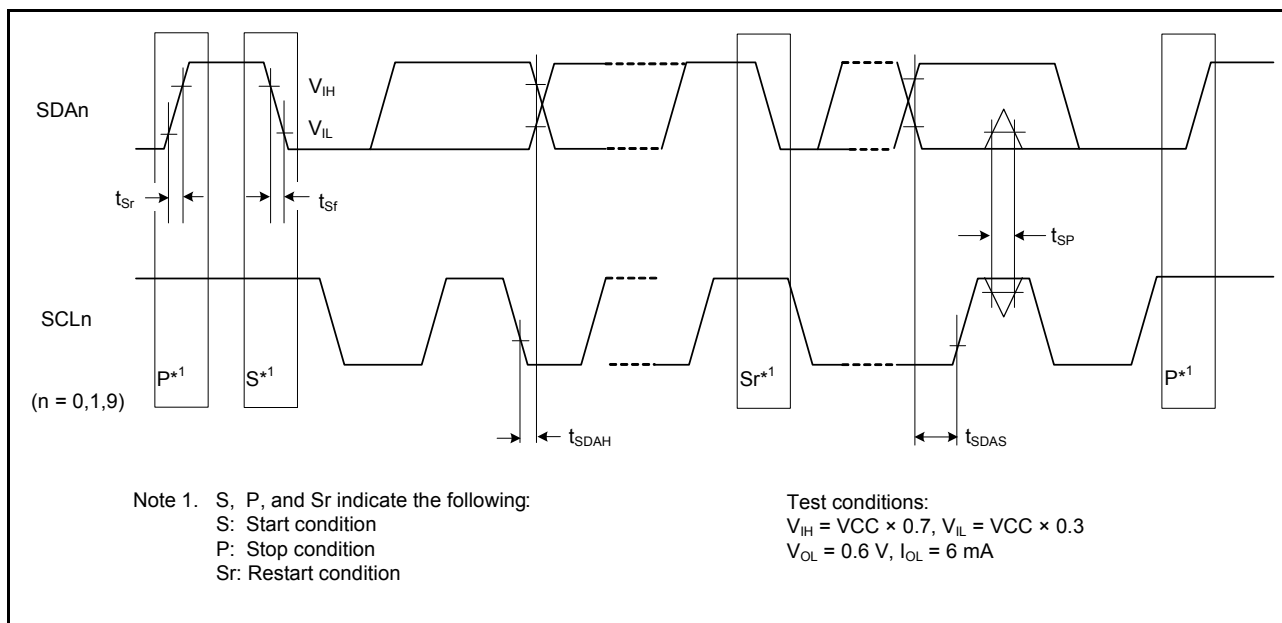 SDAn
V_IH
V_IL
t_Sr
t_Sf
t_SP
SCLn
P*1
S*1
Sr*1
P*1
(n = 0,1,9)
t_SDAH
t_SDAS
Note 1. S, P, and Sr indicate the following:
S: Start condition
P: Stop condition
Sr: Restart condition
Test conditions:
V_IH = VCC × 0.7, V_IL = VCC × 0.3
V_OL = 0.6 V, I_OL = 6 mA